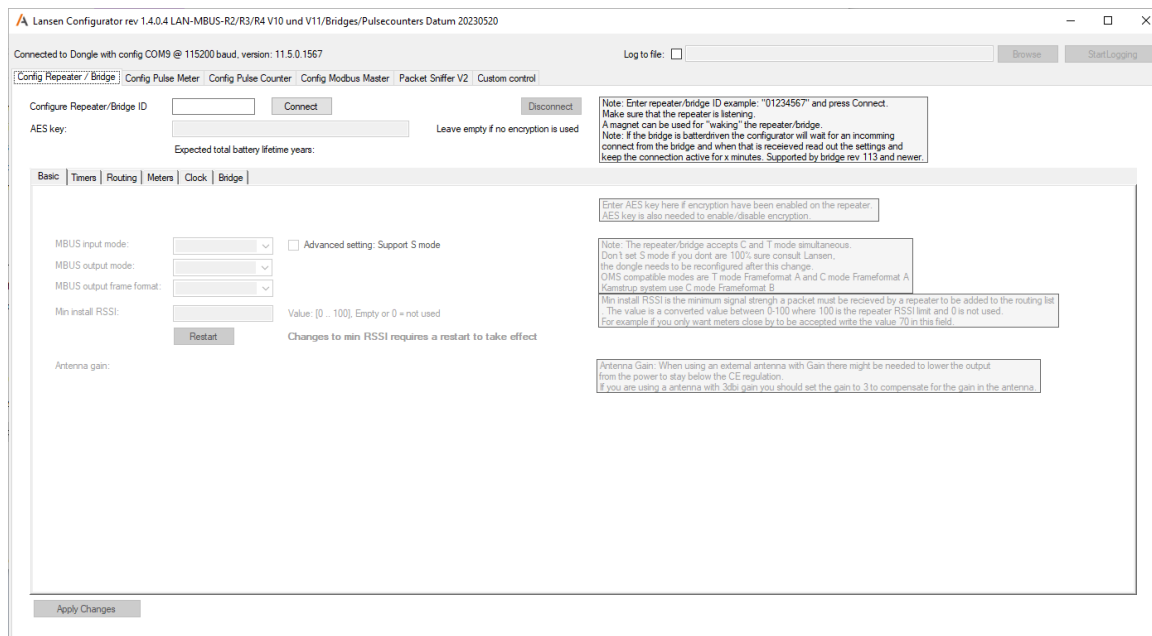 Lansen Configurator rev 1.4.0.4 LAN-MBUS-R2/R3/R4 V10 und V11/Bridges/Pulsecounters Datum 20230520
Connected to Dongle with config COM9 @ 115200 baud, version: 11.5.0.1567
Log to file:
Browse
StartLogging
Config Repeater / Bridge
Config Pulse Meter
Config Pulse Counter
Config Modbus Master
Packet Sniffer V2
Custom control
Configure Repeater/Bridge ID
Connect
Disconnect
AES key:
Leave empty if no encryption is used
Expected total battery lifetime years:
Note: Enter repeater/bridge ID example: "01234567" and press Connect.
Make sure that the repeater is listening.
A magnet can be used for "waking" the repeater/bridge.
Note: If the bridge is batterdriven the configurator will wait for an incomming
connect from the bridge and when that is receieved read out the settings and
keep the connection active for x minutes. Supported by bridge rev 113 and newer.
Basic
Timers
Routing
Meters
Clock
Bridge
Enter AES key here if encryption have been enabled on the repeater.
AES key is also needed to enable/disable encryption.
MBUS input mode:
Advanced setting: Support S mode
MBUS output mode:
MBUS output frame format:
Note: The repeater/bridge accepts C and T mode simultaneous.
Don't set S mode if you dont are 100% sure consult Lansen,
the dongle needs to be reconfigured after this change.
OMS compatible modes are T mode Frameformat A and C mode Frameformat A
Kamstrup system use C mode Frameformat B
Min install RSSI:
Value: [0 .. 100], Empty or 0 = not used
Min install RSSI is the minimum signal strengh a packet must be recieved by a repeater to be added to the routing list
. The value is a converted value between 0-100 where 100 is the repeater RSSI limit and 0 is not used.
For example if you only want meters close by to be accepted write the value 70 in this field.
Restart
Changes to min RSSI requires a restart to take effect
Antenna gain:
Antenna Gain: When using an external antenna with Gain there might be needed to lower the output
from the power to stay below the CE regulation.
If you are using a antenna with 3dbi gain you should set the gain to 3 to compensate for the gain in the antenna.
Apply Changes